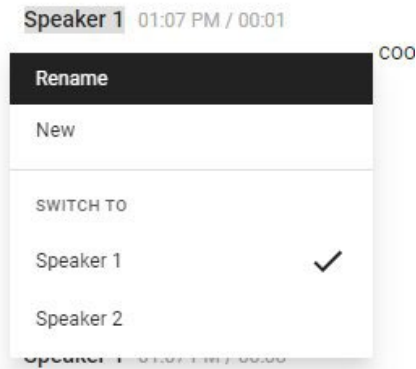 Speaker 1 01:07 PM / 00:01
coo
Rename
New
SWITCH TO
Speaker 1
Speaker 2